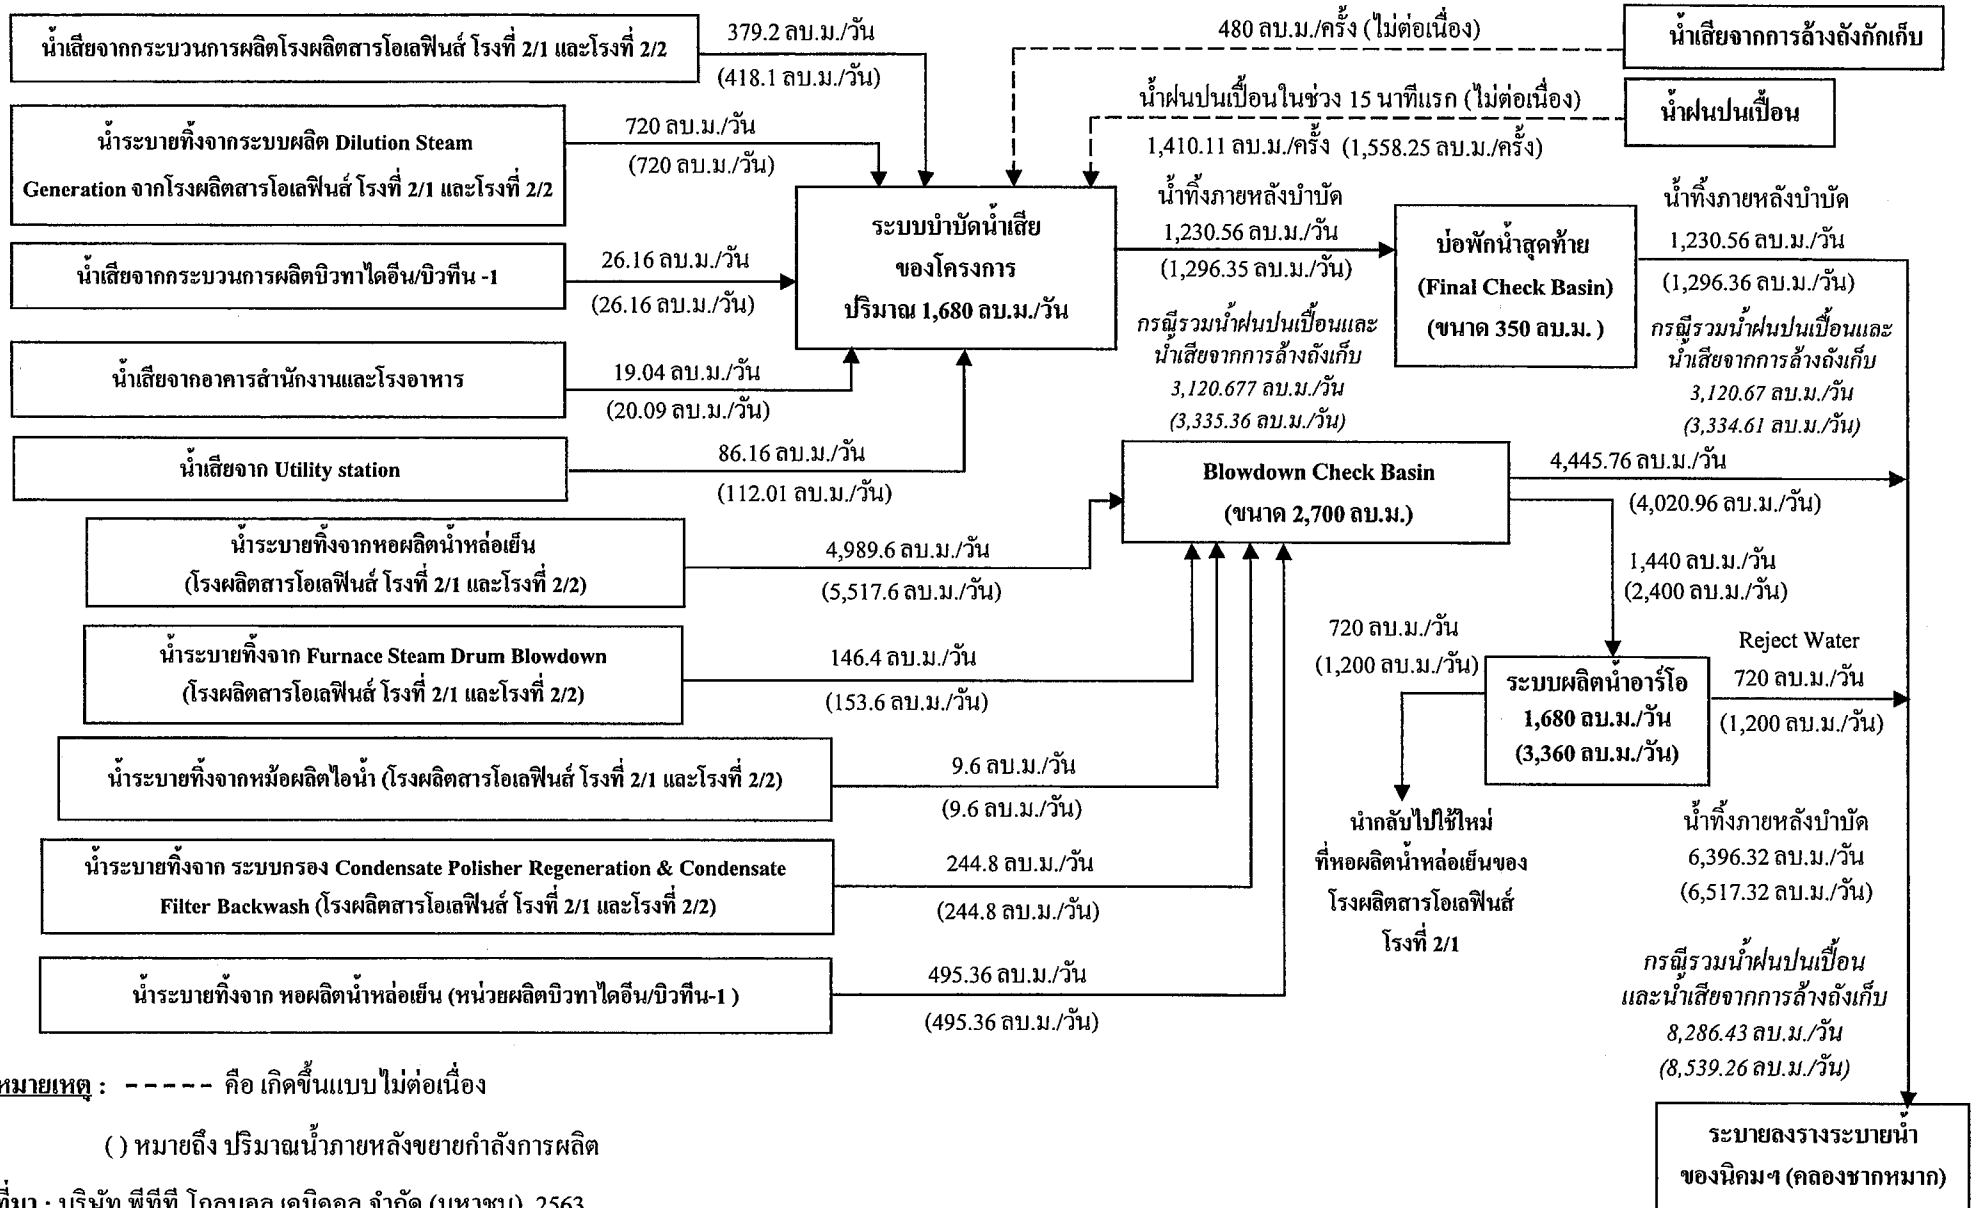 น้ำเสียจากกระบวนการผลิตโรงผลิตสารโอเลฟินส์ โรงที่ 2/1 และโรงที่ 2/2
379.2 ลบ.ม./วัน
(418.1 ลบ.ม./วัน)
480 ลบ.ม./ครั้ง (ไม่ต่อเนื่อง)
น้ำเสียจากการล้างถังกักเก็บ
น้ำฝนปนเปื้อนในช่วง 15 นาทีแรก (ไม่ต่อเนื่อง)
1,410.11 ลบ.ม./ครั้ง (1,558.25 ลบ.ม./ครั้ง)
น้ำฝนปนเปื้อน
น้ำระบายทิ้งจากระบบผลิต Dilution Steam
Generation จากโรงผลิตสารโอเลฟินส์ โรงที่ 2/1 และโรงที่ 2/2
720 ลบ.ม./วัน
(720 ลบ.ม./วัน)
น้ำเสียจากกระบวนการผลิตบิวทาไดอีน/บิวทีน -1
26.16 ลบ.ม./วัน
(26.16 ลบ.ม./วัน)
ระบบบำบัดน้ำเสีย
ของโครงการ
ปริมาณ 1,680 ลบ.ม./วัน
น้ำทิ้งภายหลังบำบัด
1,230.56 ลบ.ม./วัน
(1,296.35 ลบ.ม./วัน)
กรณีรวมน้ำฝนปนเปื้อนและ
น้ำเสียจากการล้างถังเก็บ
3,120.677 ลบ.ม./วัน
(3,335.36 ลบ.ม./วัน)
บ่อพักน้ำสุดท้าย
(Final Check Basin)
(ขนาด 350 ลบ.ม. )
น้ำทิ้งภายหลังบำบัด
1,230.56 ลบ.ม./วัน
(1,296.36 ลบ.ม./วัน)
กรณีรวมน้ำฝนปนเปื้อนและ
น้ำเสียจากการล้างถังเก็บ
3,120.67 ลบ.ม./วัน
(3,334.61 ลบ.ม./วัน)
น้ำเสียจากอาคารสำนักงานและโรงอาหาร
19.04 ลบ.ม./วัน
(20.09 ลบ.ม./วัน)
น้ำเสียจาก Utility station
86.16 ลบ.ม./วัน
(112.01 ลบ.ม./วัน)
Blowdown Check Basin
(ขนาด 2,700 ลบ.ม.)
4,445.76 ลบ.ม./วัน
(4,020.96 ลบ.ม./วัน)
น้ำระบายทิ้งจากหอผลิตน้ำหล่อเย็น
(โรงผลิตสารโอเลฟินส์ โรงที่ 2/1 และโรงที่ 2/2)
4,989.6 ลบ.ม./วัน
(5,517.6 ลบ.ม./วัน)
1,440 ลบ.ม./วัน
(2,400 ลบ.ม./วัน)
น้ำระบายทิ้งจาก Furnace Steam Drum Blowdown
(โรงผลิตสารโอเลฟินส์ โรงที่ 2/1 และโรงที่ 2/2)
146.4 ลบ.ม./วัน
(153.6 ลบ.ม./วัน)
720 ลบ.ม./วัน
(1,200 ลบ.ม./วัน)
ระบบผลิตน้ำอาร์โอ
1,680 ลบ.ม./วัน
(3,360 ลบ.ม./วัน)
Reject Water
720 ลบ.ม./วัน
(1,200 ลบ.ม./วัน)
น้ำระบายทิ้งจากหม้อผลิตไอน้ำ (โรงผลิตสารโอเลฟินส์ โรงที่ 2/1 และโรงที่ 2/2)
9.6 ลบ.ม./วัน
(9.6 ลบ.ม./วัน)
นำกลับไปใช้ใหม่
ที่หอผลิตน้ำหล่อเย็นของ
โรงผลิตสารโอเลฟินส์
โรงที่ 2/1
น้ำทิ้งภายหลังบำบัด
6,396.32 ลบ.ม./วัน
(6,517.32 ลบ.ม./วัน)
น้ำระบายทิ้งจาก ระบบกรอง Condensate Polisher Regeneration & Condensate
Filter Backwash (โรงผลิตสารโอเลฟินส์ โรงที่ 2/1 และโรงที่ 2/2)
244.8 ลบ.ม./วัน
(244.8 ลบ.ม./วัน)
น้ำระบายทิ้งจาก หอผลิตน้ำหล่อเย็น (หน่วยผลิตบิวทาไดอีน/บิวทีน-1 )
495.36 ลบ.ม./วัน
(495.36 ลบ.ม./วัน)
กรณีรวมน้ำฝนปนเปื้อน
และน้ำเสียจากการล้างถังเก็บ
8,286.43 ลบ.ม./วัน
(8,539.26 ลบ.ม./วัน)
หมายเหตุ : - - - - - คือ เกิดขึ้นแบบไม่ต่อเนื่อง
( ) หมายถึง ปริมาณน้ำภายหลังขยายกำลังการผลิต
ที่มา : บริษัท พีทีที โกลบอล เคมิคอล จำกัด (มหาชน), 2563
ระบายลงรางระบายน้ำ
ของนิคมฯ (คลองชากหมาก)